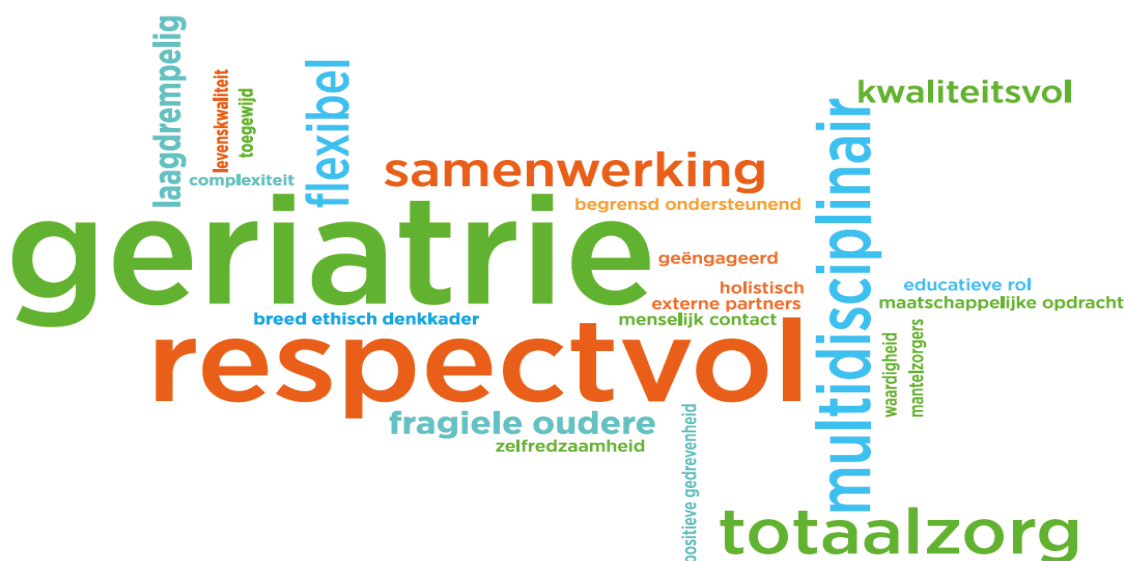 laagdrempelig
levenskwaliteit
toegewijd
flexibel
kwaliteitsvol
complexiteit
samenwerking
begrensd ondersteunend
multidisciplinair
geriatrie
geëngageerd
holistisch
educatieve rol
externe partners
maatschappelijke opdracht
breed ethisch denkkader
menselijk contact
respectvol
waardigheid
mantelzorgers
fragiele oudere
zelfredzaamheid
positieve gedrevenheid
totaalzorg